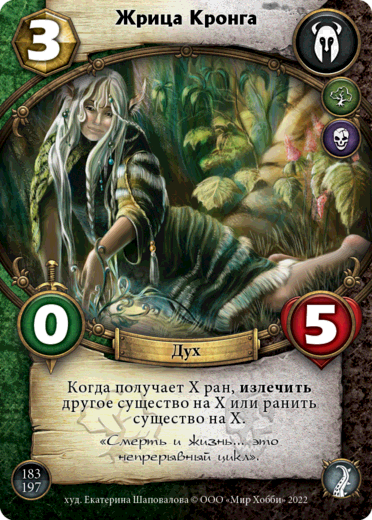 Жрица Кронга
3
0
5
Дух
Когда получает X ран, излечить
другое существо на X или ранить
существо на X.
«Смерть и жизнь... это
непрерывный цикл».
183
197
худ. Екатерина Шаповалова © ООО «Мир Хобби» 2022